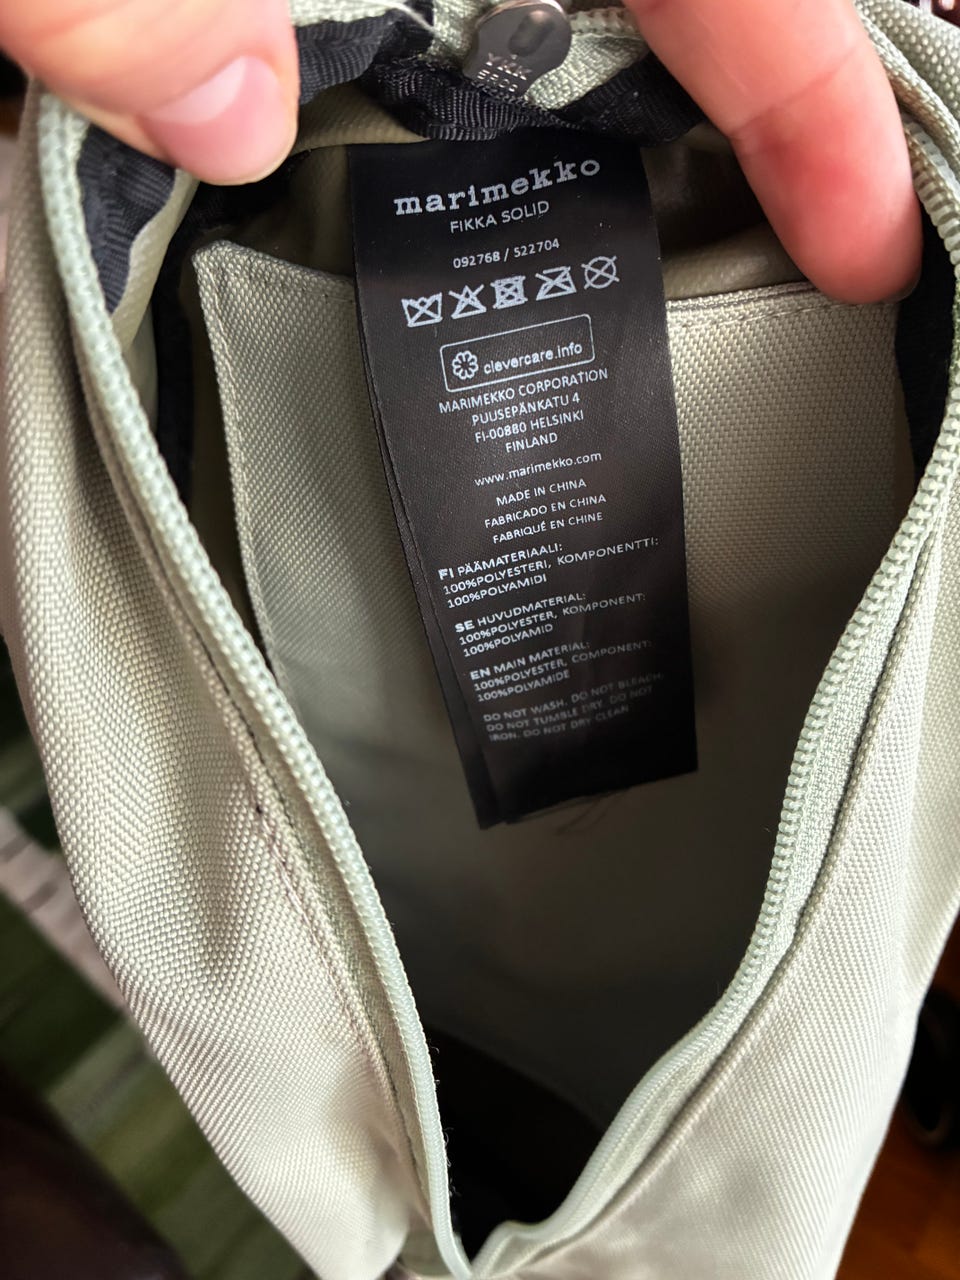 YKK
marimekko
FIKKA SOLID
092768 / 522704
clevercare.info
MARIMEKKO CORPORATION
PUUSEPÄNKATU 4
FI-00880 HELSINKI
FINLAND
www.marimekko.com
MADE IN CHINA
FABRICADO EN CHINA
FABRIQUÉ EN CHINE
FI PÄÄMATERIAALI:
100%POLYESTERI, KOMPONENTTI:
100%POLYAMIDI
SE HUVUDMATERIAL:
100%POLYESTER, KOMPONENT:
100%POLYAMID
EN MAIN MATERIAL:
100%POLYESTER, COMPONENT:
100%POLYAMIDE
DO NOT WASH. DO NOT BLEACH.
DO NOT TUMBLE DRY. DO NOT
IRON. DO NOT DRY CLEAN